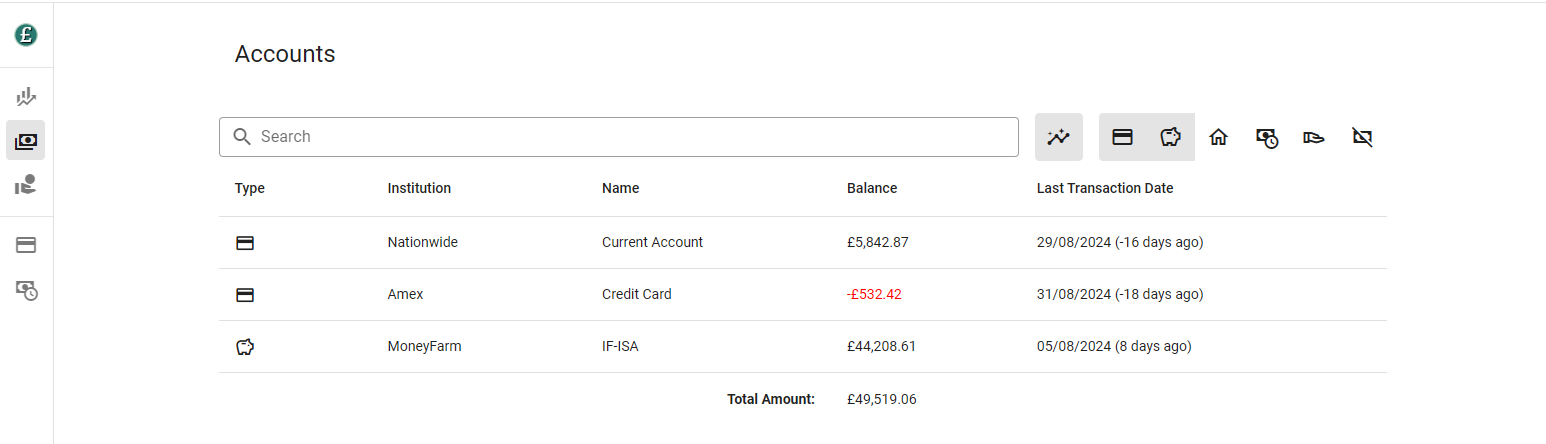 £
Accounts
Search
Type Institution Name Balance Last Transaction Date
Nationwide Current Account £5,842.87 29/08/2024 (-16 days ago)
Amex Credit Card -£532.42 31/08/2024 (-18 days ago)
MoneyFarm IF-ISA £44,208.61 05/08/2024 (8 days ago)
Total Amount: £49,519.06